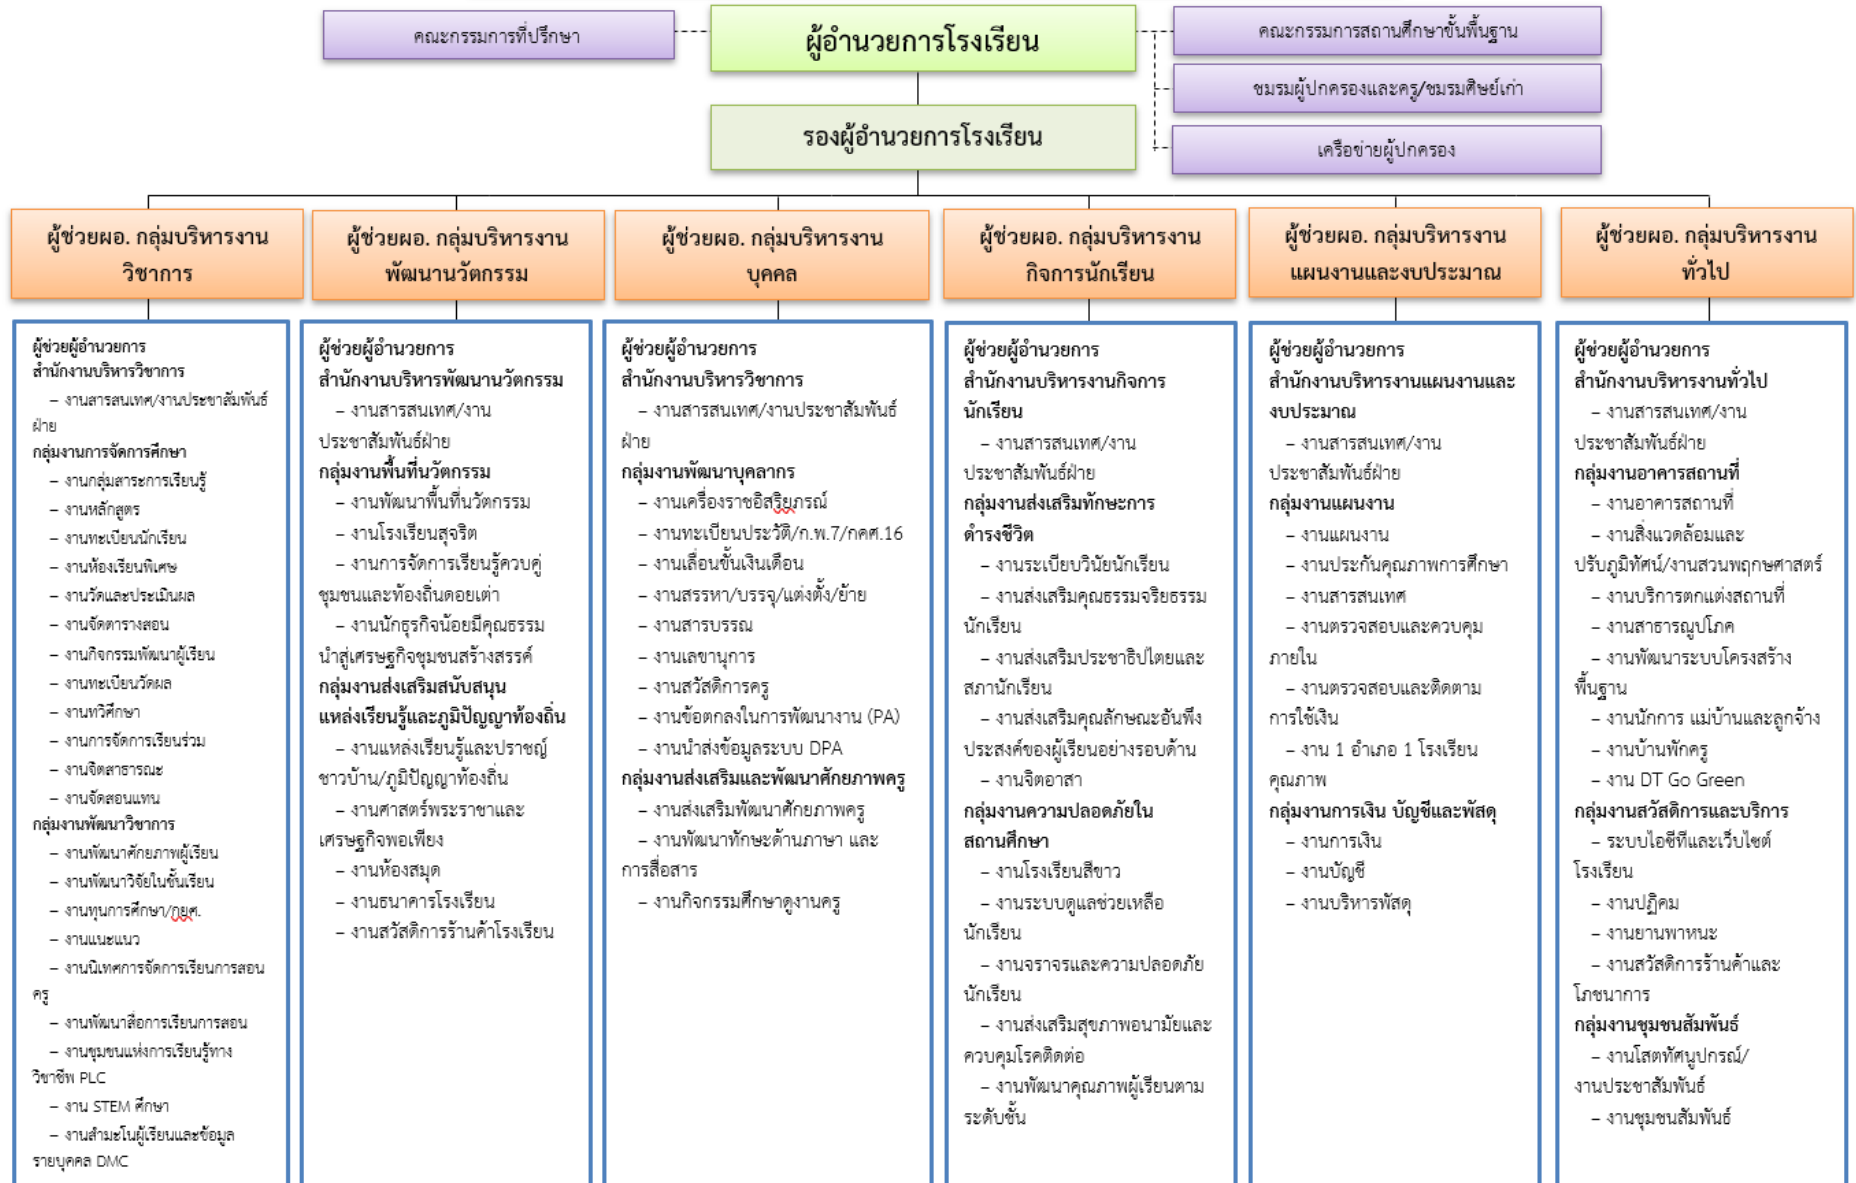 คณะกรรมการที่ปรึกษา
ผู้อำนวยการโรงเรียน
คณะกรรมการสถานศึกษาขั้นพื้นฐาน
ชมรมผู้ปกครองและครู/ชมรมศิษย์เก่า
รองผู้อำนวยการโรงเรียน
เครือข่ายผู้ปกครอง
ผู้ช่วยผอ. กลุ่มบริหารงาน
วิชาการ
ผู้ช่วยผู้อำนวยการ
สำนักงานบริหารวิชาการ
– งานสารสนเทศ/งานประชาสัมพันธ์
ฝ่าย
กลุ่มงานการจัดการศึกษา
– งานกลุ่มสาระการเรียนรู้
– งานหลักสูตร
– งานทะเบียนนักเรียน
– งานห้องเรียนพิเศษ
– งานวัดและประเมินผล
– งานจัดตารางสอน
– งานกิจกรรมพัฒนาผู้เรียน
– งานทะเบียนวัดผล
– งานทวิศึกษา
– งานการจัดการเรียนร่วม
– งานจิตสาธารณะ
– งานจัดสอนแทน
กลุ่มงานพัฒนาวิชาการ
– งานพัฒนาศักยภาพผู้เรียน
– งานพัฒนาวิจัยในชั้นเรียน
– งานทุนการศึกษา/กยศ.
– งานแนะแนว
– งานนิเทศการจัดการเรียนการสอน
ครู
– งานพัฒนาสื่อการเรียนการสอน
– งานชุมชนแห่งการเรียนรู้ทาง
วิชาชีพ PLC
– งาน STEM ศึกษา
– งานสำมะโนผู้เรียนและข้อมูล
รายบุคคล DMC
ผู้ช่วยผอ. กลุ่มบริหารงาน
พัฒนานวัตกรรม
ผู้ช่วยผู้อำนวยการ
สำนักงานบริหารพัฒนานวัตกรรม
– งานสารสนเทศ/งาน
ประชาสัมพันธ์ฝ่าย
กลุ่มงานพื้นที่นวัตกรรม
– งานพัฒนาพื้นที่นวัตกรรม
– งานโรงเรียนสุจริต
– งานการจัดการเรียนรู้ควบคู่
ชุมชนและท้องถิ่นดอยเต่า
– งานนักธุรกิจน้อยมีคุณธรรม
นำสู่เศรษฐกิจชุมชนสร้างสรรค์
กลุ่มงานส่งเสริมสนับสนุน
แหล่งเรียนรู้และภูมิปัญญาท้องถิ่น
– งานแหล่งเรียนรู้และปราชญ์
ชาวบ้าน/ภูมิปัญญาท้องถิ่น
– งานศาสตร์พระราชาและ
เศรษฐกิจพอเพียง
– งานห้องสมุด
– งานธนาคารโรงเรียน
– งานสวัสดิการร้านค้าโรงเรียน
ผู้ช่วยผอ. กลุ่มบริหารงาน
บุคคล
ผู้ช่วยผู้อำนวยการ
สำนักงานบริหารวิชาการ
– งานสารสนเทศ/งานประชาสัมพันธ์
ฝ่าย
กลุ่มงานพัฒนาบุคลากร
– งานเครื่องราชอิสริยภรณ์
– งานทะเบียนประวัติ/ก.พ.7/กคศ.16
– งานเลื่อนขั้นเงินเดือน
– งานสรรหา/บรรจุ/แต่งตั้ง/ย้าย
– งานสารบรรณ
– งานเลขานุการ
– งานสวัสดิการครู
– งานข้อตกลงในการพัฒนางาน (PA)
– งานนำส่งข้อมูลระบบ DPA
กลุ่มงานส่งเสริมและพัฒนาศักยภาพครู
– งานส่งเสริมพัฒนาศักยภาพครู
– งานพัฒนาทักษะด้านภาษา และ
การสื่อสาร
– งานกิจกรรมศึกษาดูงานครู
ผู้ช่วยผอ. กลุ่มบริหารงาน
กิจการนักเรียน
ผู้ช่วยผู้อำนวยการ
สำนักงานบริหารงานกิจการ
นักเรียน
– งานสารสนเทศ/งาน
ประชาสัมพันธ์ฝ่าย
กลุ่มงานส่งเสริมทักษะการ
ดำรงชีวิต
– งานระเบียบวินัยนักเรียน
– งานส่งเสริมคุณธรรมจริยธรรม
นักเรียน
– งานส่งเสริมประชาธิปไตยและ
สภานักเรียน
– งานส่งเสริมคุณลักษณะอันพึง
ประสงค์ของผู้เรียนอย่างรอบด้าน
– งานจิตอาสา
กลุ่มงานความปลอดภัยใน
สถานศึกษา
– งานโรงเรียนสีขาว
– งานระบบดูแลช่วยเหลือ
นักเรียน
– งานจราจรและความปลอดภัย
นักเรียน
– งานส่งเสริมสุขภาพอนามัยและ
ควบคุมโรคติดต่อ
– งานพัฒนาคุณภาพผู้เรียนตาม
ระดับชั้น
ผู้ช่วยผอ. กลุ่มบริหารงาน
แผนงานและงบประมาณ
ผู้ช่วยผู้อำนวยการ
สำนักงานบริหารงานแผนงานและ
งบประมาณ
– งานสารสนเทศ/งาน
ประชาสัมพันธ์ฝ่าย
กลุ่มงานแผนงาน
– งานแผนงาน
– งานประกันคุณภาพการศึกษา
– งานสารสนเทศ
– งานตรวจสอบและควบคุม
ภายใน
– งานตรวจสอบและติดตาม
การใช้เงิน
– งาน 1 อำเภอ 1 โรงเรียน
คุณภาพ
กลุ่มงานการเงิน บัญชีและพัสดุ
– งานการเงิน
– งานบัญชี
– งานบริหารพัสดุ
ผู้ช่วยผอ. กลุ่มบริหารงาน
ทั่วไป
ผู้ช่วยผู้อำนวยการ
สำนักงานบริหารงานทั่วไป
– งานสารสนเทศ/งาน
ประชาสัมพันธ์ฝ่าย
กลุ่มงานอาคารสถานที่
– งานอาคารสถานที่
– งานสิ่งแวดล้อมและ
ปรับภูมิทัศน์/งานสวนพฤกษศาสตร์
– งานบริการตกแต่งสถานที่
– งานสาธารณูปโภค
– งานพัฒนาระบบโครงสร้าง
พื้นฐาน
– งานนักการ แม่บ้านและลูกจ้าง
– งานบ้านพักครู
– งาน DT Go Green
กลุ่มงานสวัสดิการและบริการ
– ระบบไอซีทีและเว็บไซต์
โรงเรียน
– งานปฏิคม
– งานยานพาหนะ
– งานสวัสดิการร้านค้าและ
โภชนาการ
กลุ่มงานชุมชนสัมพันธ์
– งานโสตทัศนูปกรณ์/
งานประชาสัมพันธ์
– งานชุมชนสัมพันธ์